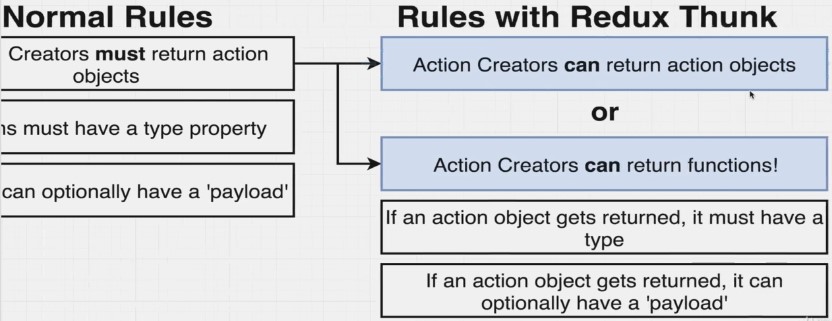 Normal Rules
Creators must return action
objects
ns must have a type property
can optionally have a 'payload'
Rules with Redux Thunk
Action Creators can return action objects
or
Action Creators can return functions!
If an action object gets returned, it must have a
type
If an action object gets returned, it can
optionally have a 'payload'